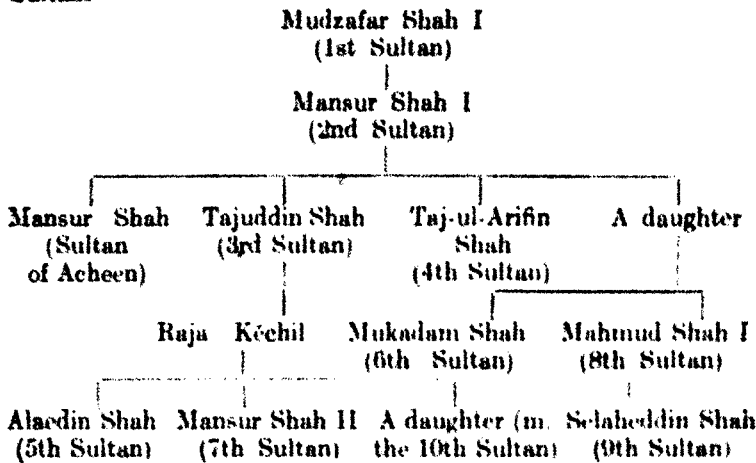 Mudzafar Shah I
(1st Sultan)
Mansur Shah I
(2nd Sultan)
Mansur Shah Tajuddin Shah Taj-ul-Arifin A daughter
(Sultan (3rd Sultan) Shah
of Acheen) (4th Sultan)
Raja Kéchil Mukadam Shah Mahmud Shah I
(6th Sultan) (8th Sultan)
Alaedin Shah Mansur Shah II A daughter (m. Selaheddin Shah
(5th Sultan) (7th Sultan) the 10th Sultan) (9th Sultan)